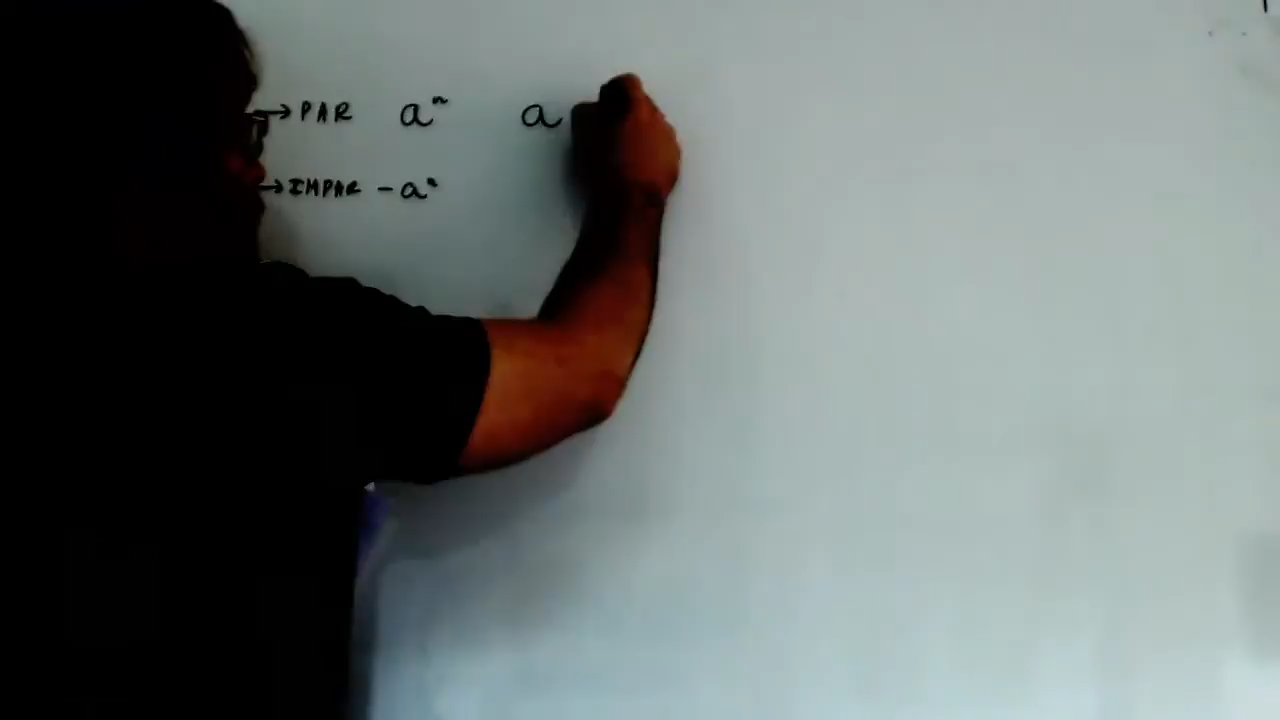 → PAR aⁿ a
→ IMPAR -aⁿ